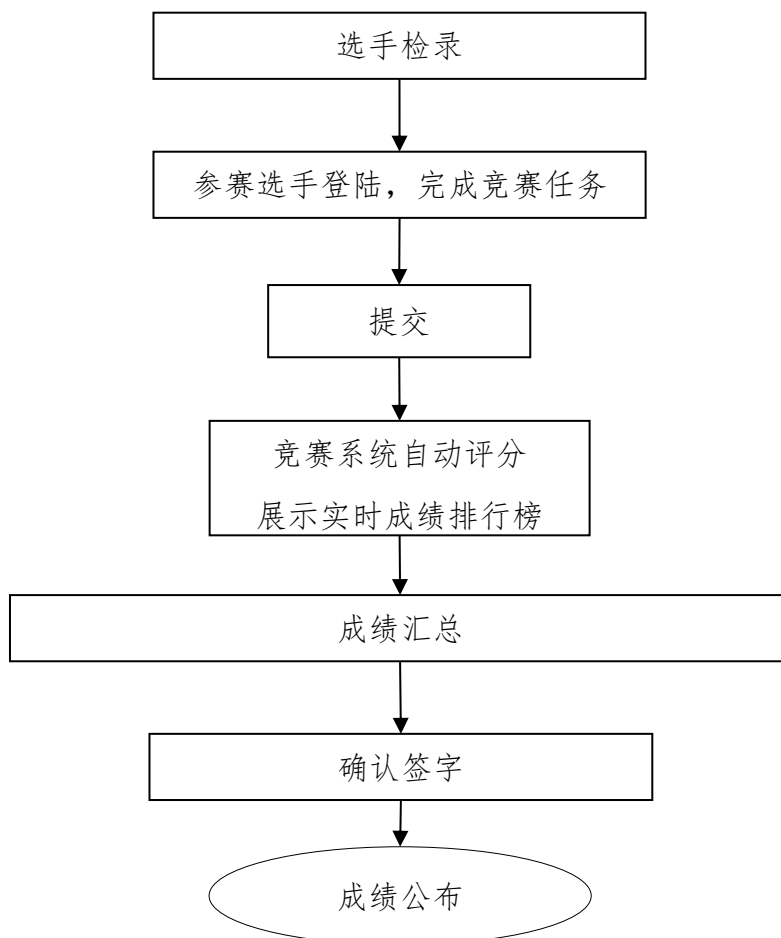 选手检录
参赛选手登陆，完成竞赛任务
提交
竞赛系统自动评分
展示实时成绩排行榜
成绩汇总
确认签字
成绩公布